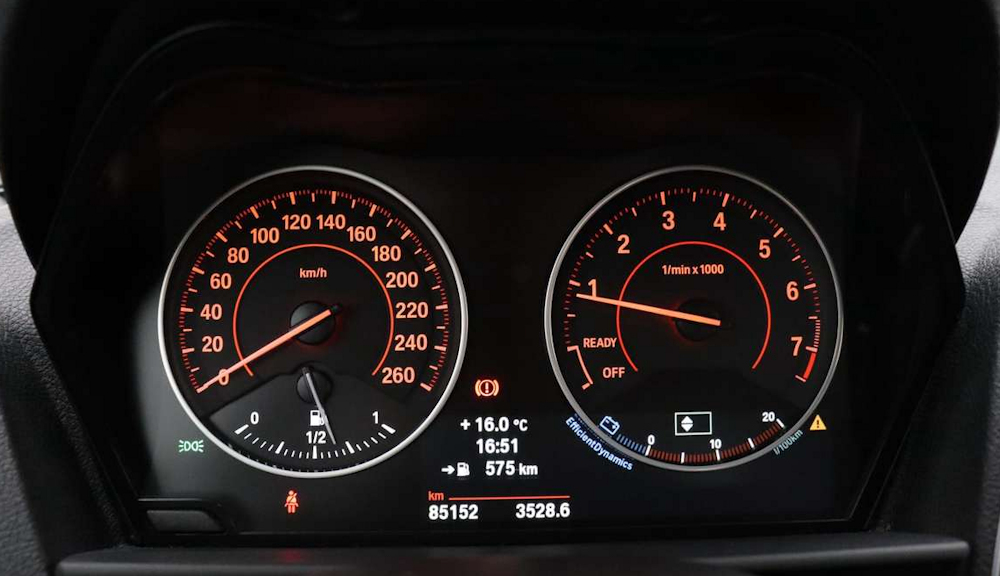 0 20 40 60 80 100 120 140 160 180 200 220 240 260
km/h
0 1/2 1
1 2 3 4 5 6 7
1/min x 1000
READY
OFF
EfficientDynamics
0 10 20
l/100km
+ 16.0 °C
16:51
575 km
km
85152 3528.6